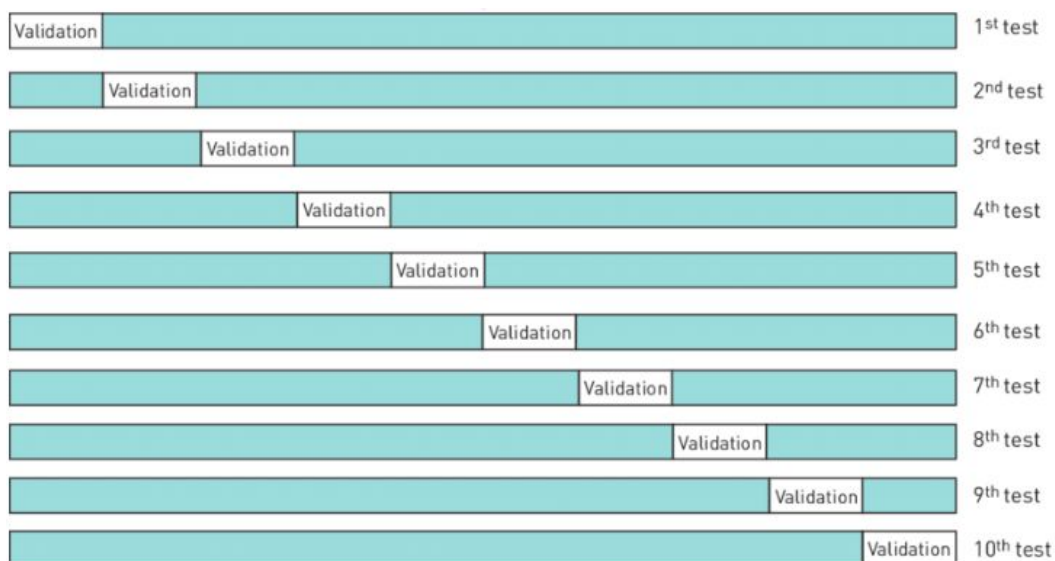 Validation 1st test
Validation 2nd test
Validation 3rd test
Validation 4th test
Validation 5th test
Validation 6th test
Validation 7th test
Validation 8th test
Validation 9th test
Validation 10th test